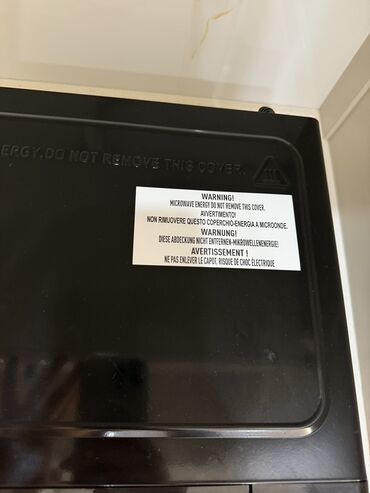 ERGY.DO NOT REMOVE THIS COVER.
WARNING!
MICROWAVE ENERGY DO NOT REMOVE THIS COVER.
AVVERTIMENTO!
NON RIMUOVERE QUESTO COPERCHIO-ENERGIA A MICROONDE.
WARNUNG!
DIESE ABDECKUNG NICHT ENTFERNEN-MIKROWELLENENERGIE!
AVERTISSEMENT !
NE PAS ENLEVER LE CAPOT, RISQUE DE CHOC ÉLECTRIQUE